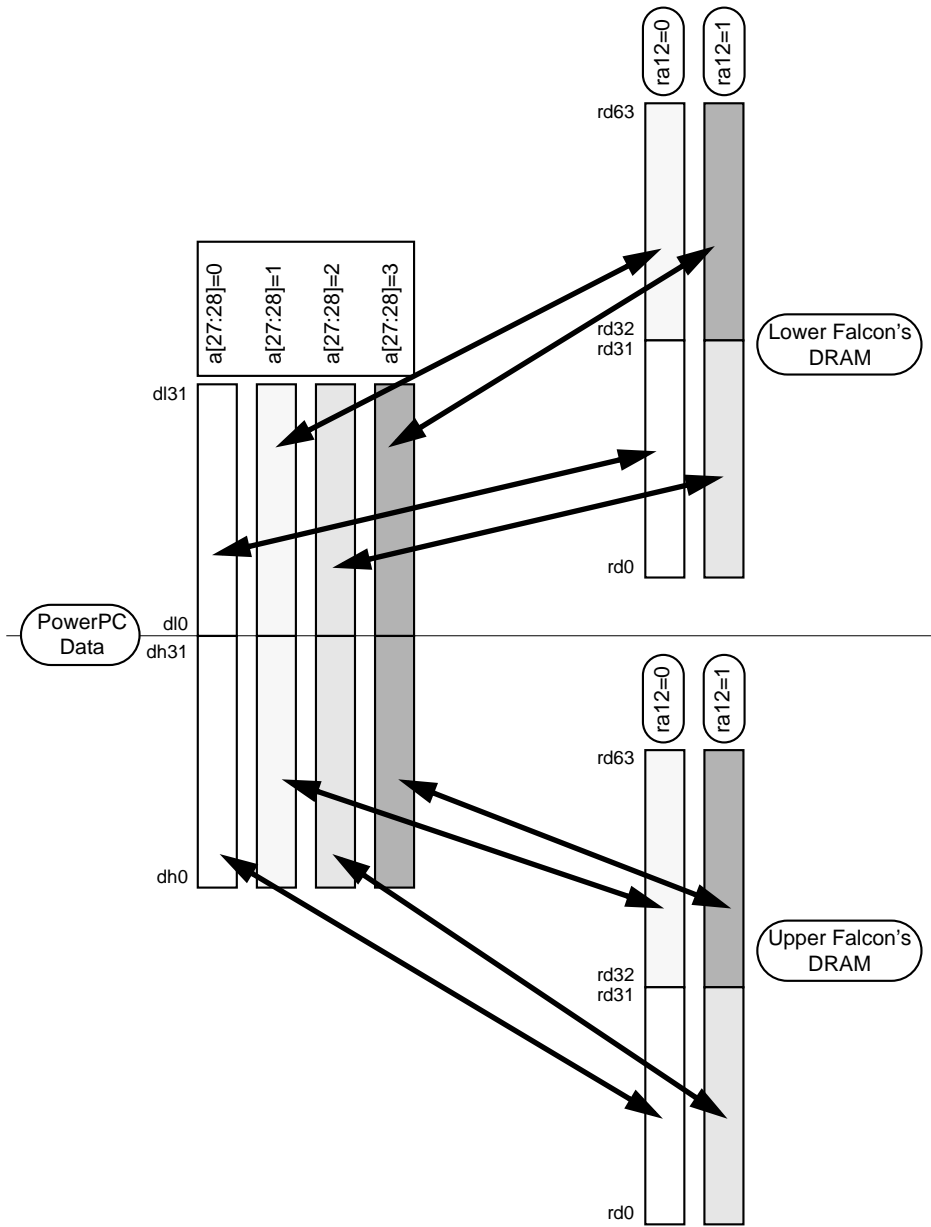 ra12=0
ra12=1
rd63
rd32
rd31
rd0
Lower Falcon's
DRAM
a[27:28]=0
a[27:28]=1
a[27:28]=2
a[27:28]=3
dl31
dl0
dh31
dh0
PowerPC
Data
ra12=0
ra12=1
rd63
rd32
rd31
rd0
Upper Falcon's
DRAM